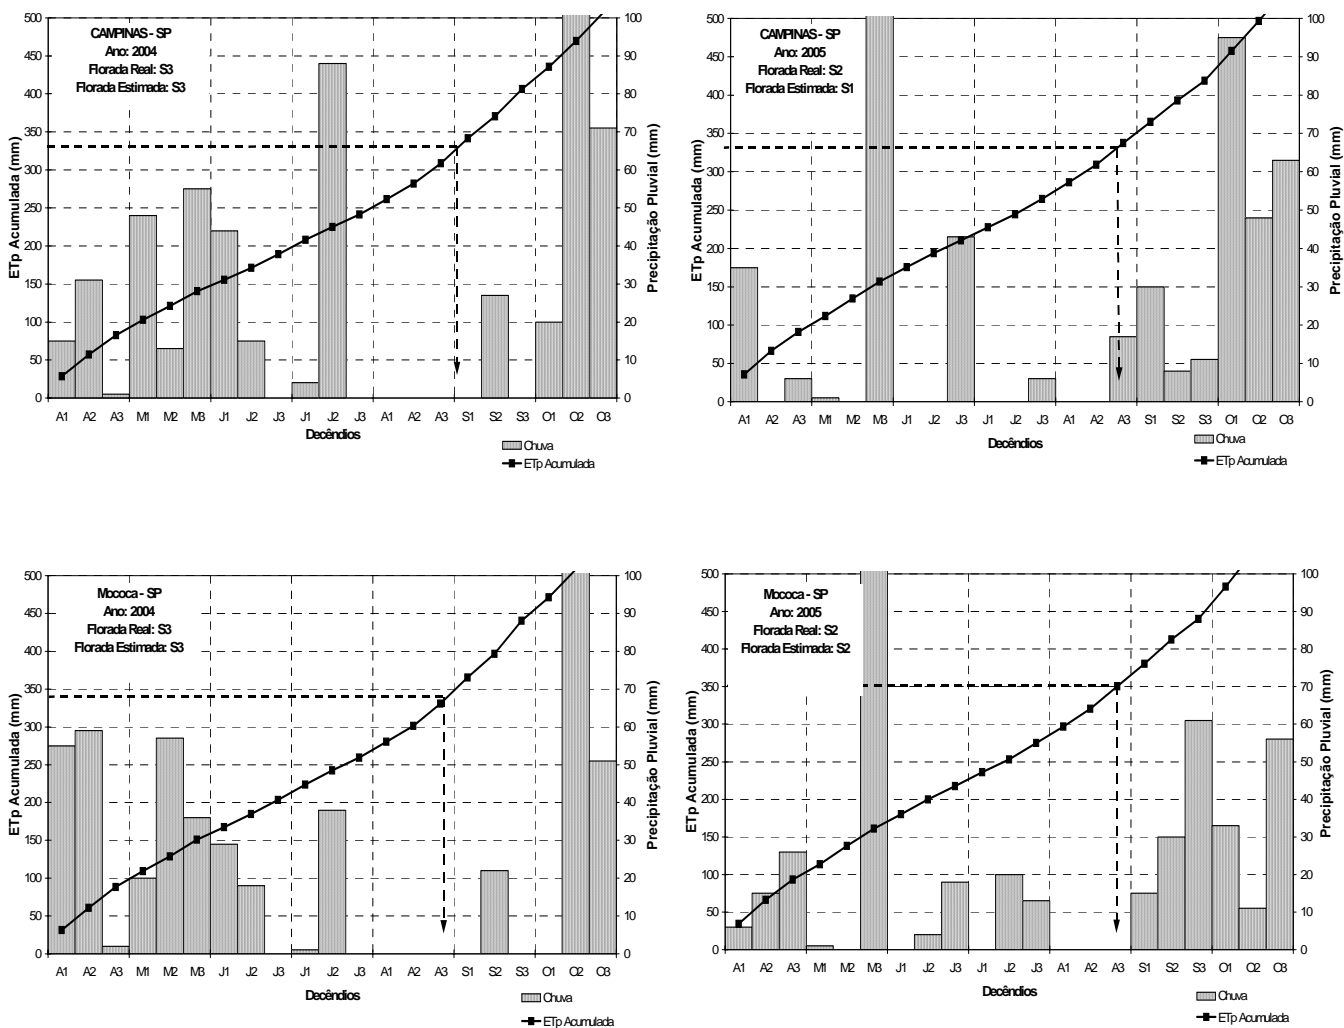 CAMPINAS - SP
Ano: 2004
Florada Real: S3
Florada Estimada: S3
ETp Acumulada (mm)
500
450
400
350
300
250
200
150
100
50
0
Precipitação Pluvial (mm)
100
90
80
70
60
50
40
30
20
10
0
A1 A2 A3 M1 M2 M3 J1 J2 J3 J1 J2 J3 A1 A2 A3 S1 S2 S3 O1 O2 O3
Decêndios
Chuva
ETp Acumulada
CAMPINAS - SP
Ano: 2005
Florada Real: S2
Florada Estimada: S1
ETp Acumulada (mm)
500
450
400
350
300
250
200
150
100
50
0
Precipitação Pluvial (mm)
100
90
80
70
60
50
40
30
20
10
0
A1 A2 A3 M1 M2 M3 J1 J2 J3 J1 J2 J3 A1 A2 A3 S1 S2 S3 O1 O2 O3
Decêndios
Chuva
ETp Acumulada
Mococa - SP
Ano: 2004
Florada Real: S3
Florada Estimada: S3
ETp Acumulada (mm)
500
450
400
350
300
250
200
150
100
50
0
Precipitação Pluvial (mm)
100
90
80
70
60
50
40
30
20
10
0
A1 A2 A3 M1 M2 M3 J1 J2 J3 J1 J2 J3 A1 A2 A3 S1 S2 S3 O1 O2 O3
Decêndios
Chuva
ETp Acumulada
Mococa - SP
Ano: 2005
Florada Real: S2
Florada Estimada: S2
ETp Acumulada (mm)
500
450
400
350
300
250
200
150
100
50
0
Precipitação Pluvial (mm)
100
90
80
70
60
50
40
30
20
10
0
A1 A2 A3 M1 M2 M3 J1 J2 J3 J1 J2 J3 A1 A2 A3 S1 S2 S3 O1 O2 O3
Decêndios
Chuva
ETp Acumulada